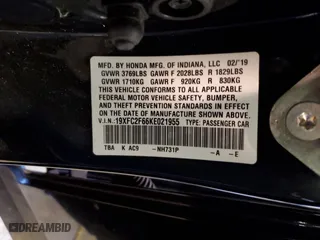 MFD. BY HONDA MFG. OF INDIANA, LLC 02/'19
GVWR 3769LBS GAWR F 2028LBS R 1829LBS
GVWR 1710KG GAWR F 920KG R 830KG
THIS VEHICLE CONFORMS TO ALL APPLICABLE
FEDERAL MOTOR VEHICLE SAFETY, BUMPER,
AND THEFT PREVENTION STANDARDS IN EFFECT
ON THE DATE OF MANUFACTURE SHOWN ABOVE.
V.I.N.:19XFC2F66KE021955 TYPE: PASSENGER CAR
TBA K AC9 -NH731P -A -E
DREAMBID